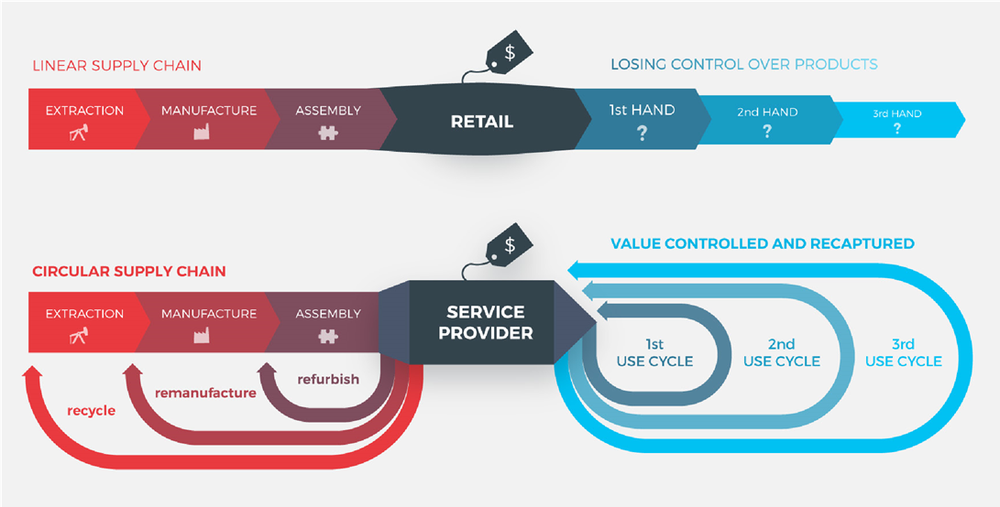 LINEAR SUPPLY CHAIN
$
LOSING CONTROL OVER PRODUCTS
EXTRACTION
MANUFACTURE
ASSEMBLY
RETAIL
1st HAND
?
2nd HAND
?
3rd HAND
?
CIRCULAR SUPPLY CHAIN
$
VALUE CONTROLLED AND RECAPTURED
EXTRACTION
MANUFACTURE
ASSEMBLY
SERVICE
PROVIDER
1st
USE CYCLE
2nd
USE CYCLE
3rd
USE CYCLE
refurbish
remanufacture
recycle